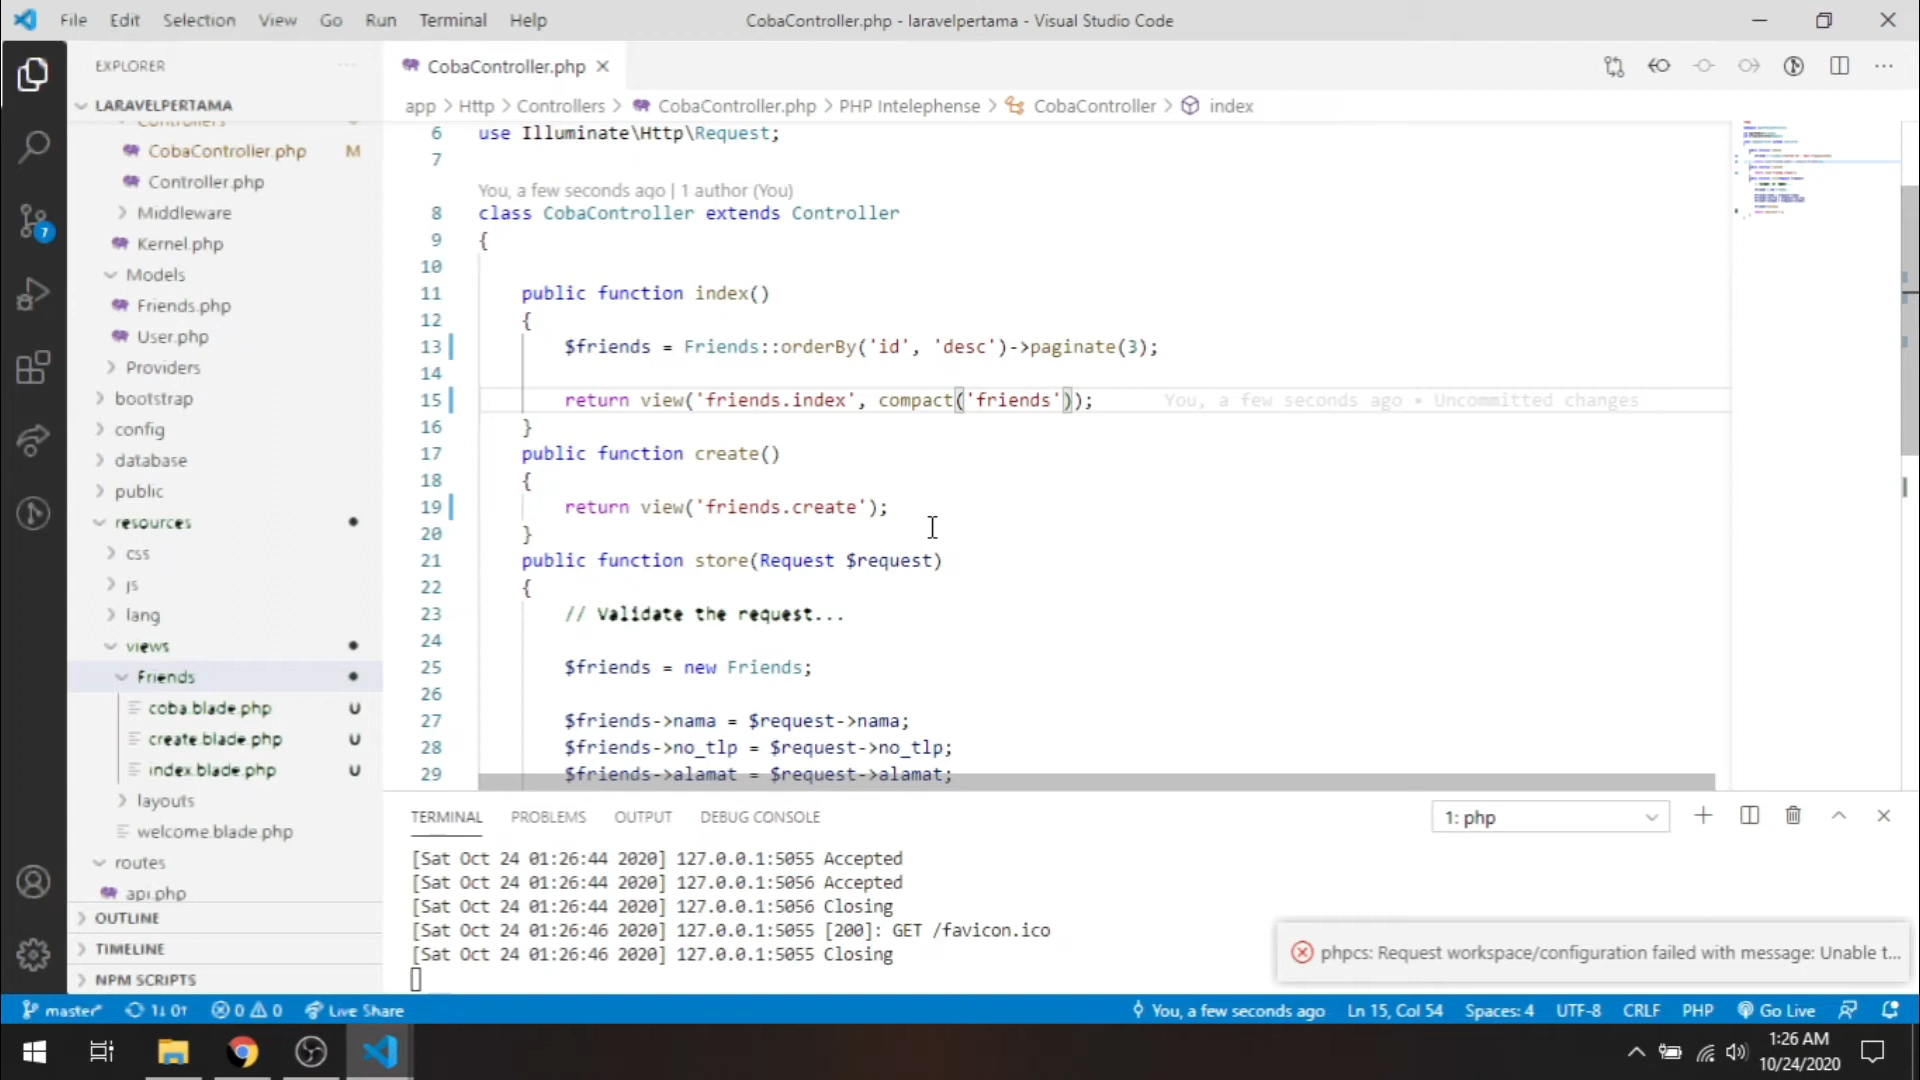 File Edit Selection View Go Run Terminal Help
CobaController.php - laravelpertama - Visual Studio Code
EXPLORER
LARAVELPERTAMA
Controllers
CobaController.php M
Controller.php
Middleware
Kernel.php
Models
Friends.php
User.php
Providers
bootstrap
config
database
public
resources
css
js
lang
views
Friends
coba.blade.php U
create.blade.php U
index.blade.php U
layouts
welcome.blade.php
routes
api.php
OUTLINE
TIMELINE
NPM SCRIPTS
7
CobaController.php
app > Http > Controllers > CobaController.php > PHP Intelephense > CobaController > index
6 use Illuminate\Http\Request;
7
You, a few seconds ago | 1 author (You)
8 class CobaController extends Controller
9 {
10
11 public function index()
12 {
13 $friends = Friends::orderBy('id', 'desc')->paginate(3);
14
15 return view('friends.index', compact('friends')); You, a few seconds ago • Uncommitted changes
16 }
17 public function create()
18 {
19 return view('friends.create');
20 }
21 public function store(Request $request)
22 {
23 // Validate the request...
24
25 $friends = new Friends;
26
27 $friends->nama = $request->nama;
28 $friends->no_tlp = $request->no_tlp;
29 $friends->alamat = $request->alamat;
TERMINAL PROBLEMS OUTPUT DEBUG CONSOLE
1: php
[Sat Oct 24 01:26:44 2020] 127.0.0.1:5055 Accepted
[Sat Oct 24 01:26:44 2020] 127.0.0.1:5056 Accepted
[Sat Oct 24 01:26:44 2020] 127.0.0.1:5056 Closing
[Sat Oct 24 01:26:46 2020] 127.0.0.1:5055 [200]: GET /favicon.ico
[Sat Oct 24 01:26:46 2020] 127.0.0.1:5055 Closing
phpcs: Request workspace/configuration failed with message: Unable t...
master* 1↓ 0↑ 0 0 Live Share
You, a few seconds ago Ln 15, Col 54 Spaces: 4 UTF-8 CRLF PHP Go Live
1:26 AM
10/24/2020